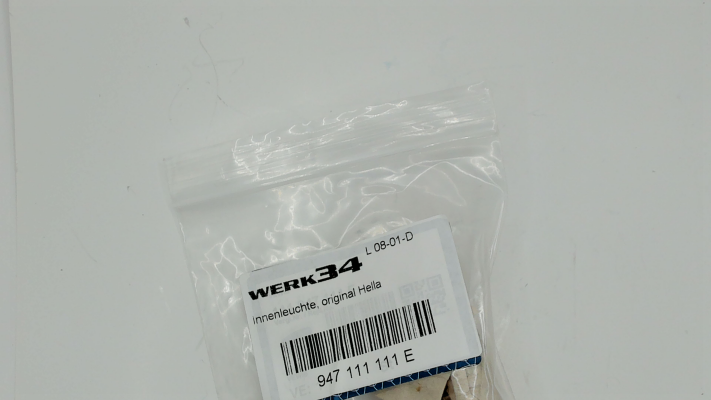 L 08-01-D
WERK34
Innenleuchte, original Hella
947 111 111 E